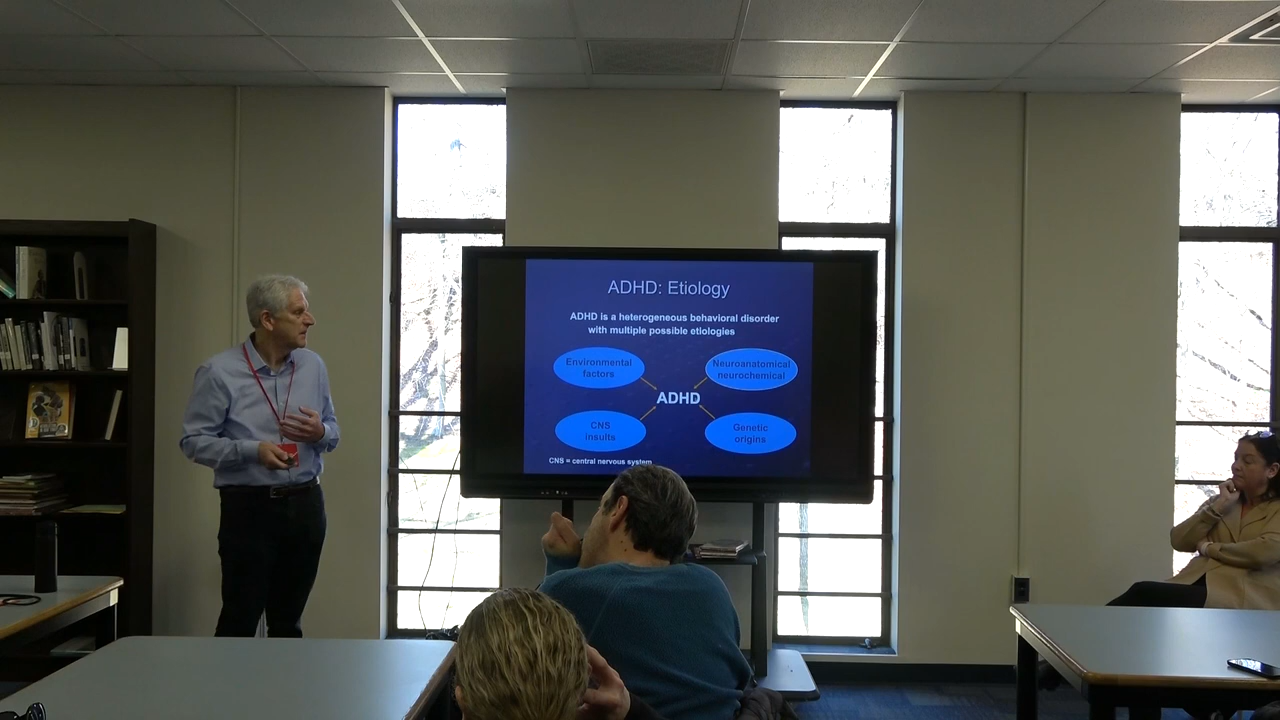 ADHD: Etiology
ADHD is a heterogeneous behavioral disorder
with multiple possible etiologies
Environmental
factors
Neuroanatomical
neurochemical
ADHD
CNS
insults
Genetic
origins
CNS = central nervous system